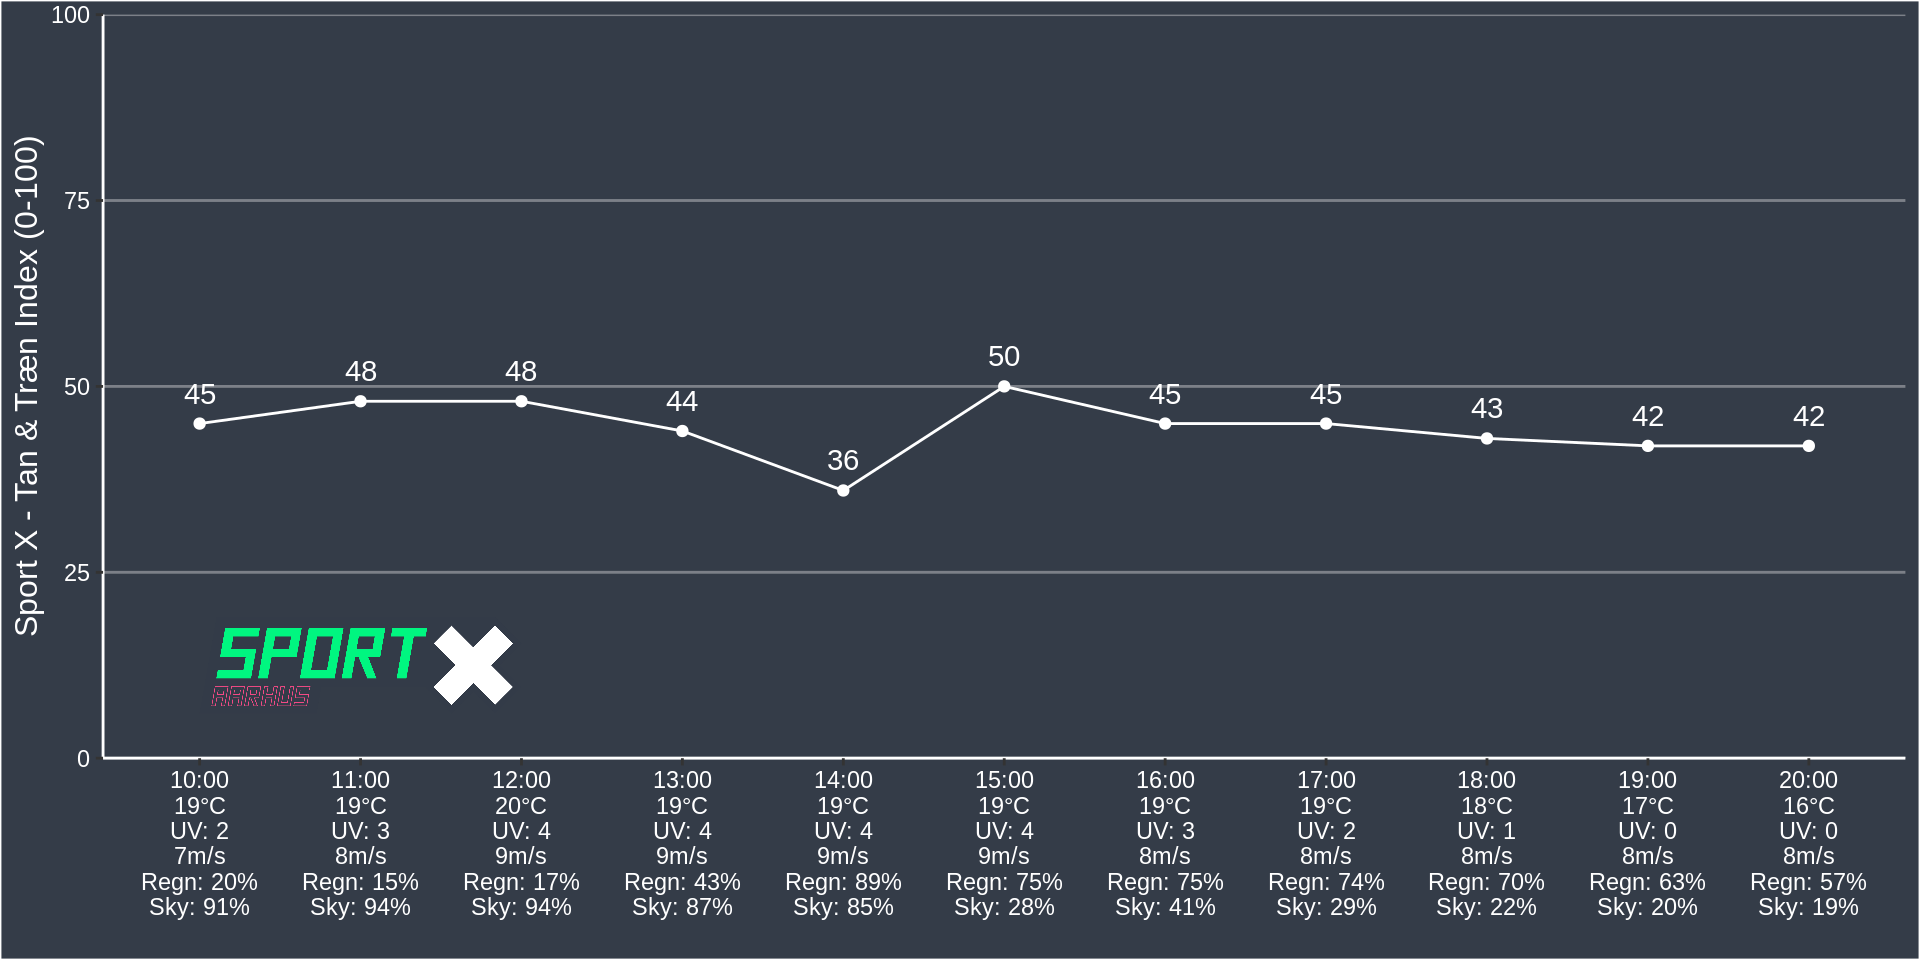 Sport X - Tan & Træn Index (0-100)
100
75
50
25
0
45
48
48
44
36
50
45
45
43
42
42
SPORT X
AARHUS
10:00
19°C
UV: 2
7m/s
Regn: 20%
Sky: 91%
11:00
19°C
UV: 3
8m/s
Regn: 15%
Sky: 94%
12:00
20°C
UV: 4
9m/s
Regn: 17%
Sky: 94%
13:00
19°C
UV: 4
9m/s
Regn: 43%
Sky: 87%
14:00
19°C
UV: 4
9m/s
Regn: 89%
Sky: 85%
15:00
19°C
UV: 4
9m/s
Regn: 75%
Sky: 28%
16:00
19°C
UV: 3
8m/s
Regn: 75%
Sky: 41%
17:00
19°C
UV: 2
8m/s
Regn: 74%
Sky: 29%
18:00
18°C
UV: 1
8m/s
Regn: 70%
Sky: 22%
19:00
17°C
UV: 0
8m/s
Regn: 63%
Sky: 20%
20:00
16°C
UV: 0
8m/s
Regn: 57%
Sky: 19%